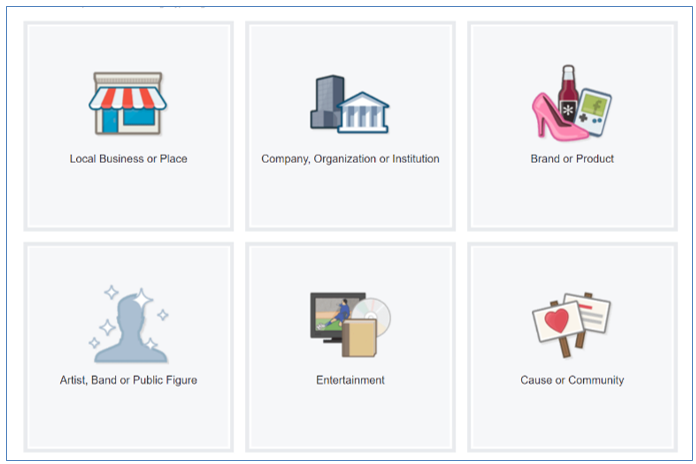 Local Business or Place
Company, Organization or Institution
Brand or Product
Artist, Band or Public Figure
Entertainment
Cause or Community